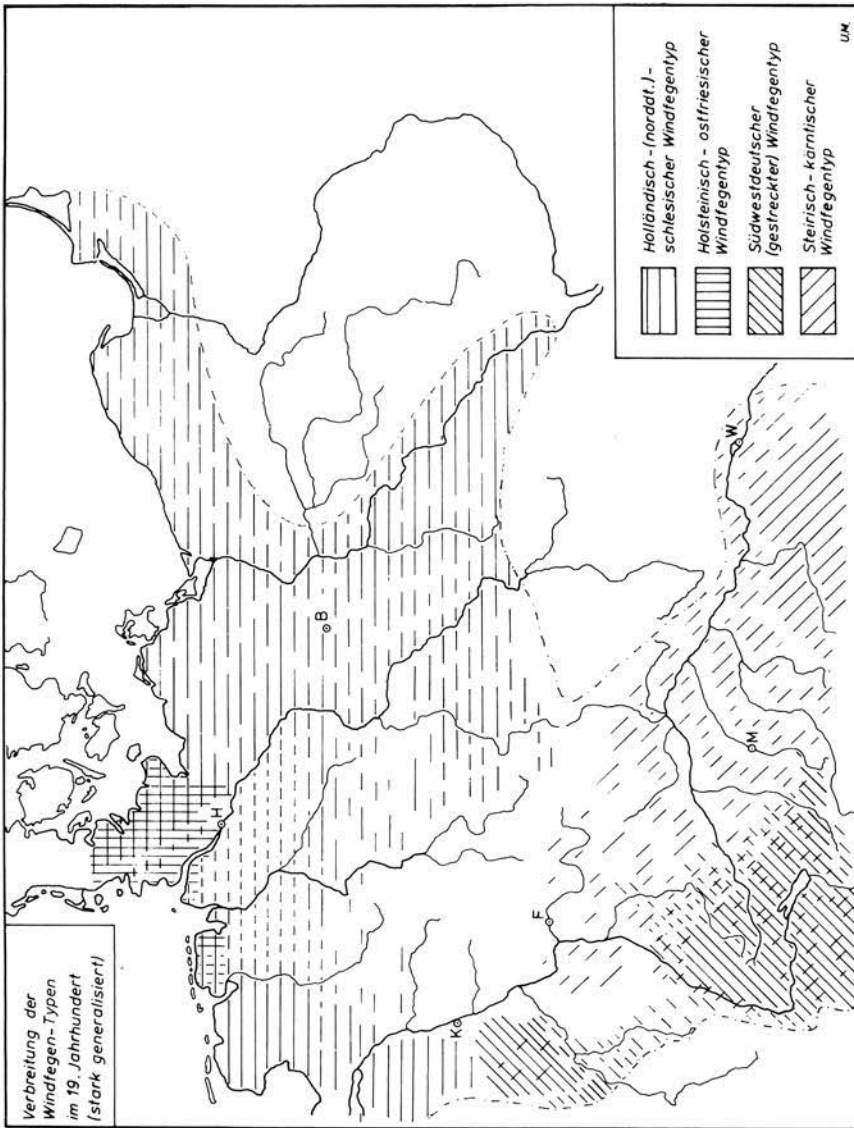 Verbreitung der
Windfegen-Typen
im 19. Jahrhundert
(stark generalisiert)
H
B
K
F
M
W
Holländisch-(norddt.)-
schlesischer Windfegentyp
Holsteinisch-ostfriesischer
Windfegentyp
Südwestdeutscher
(gestreckter) Windfegentyp
Steirisch-kärntischer
Windfegentyp
U.M.